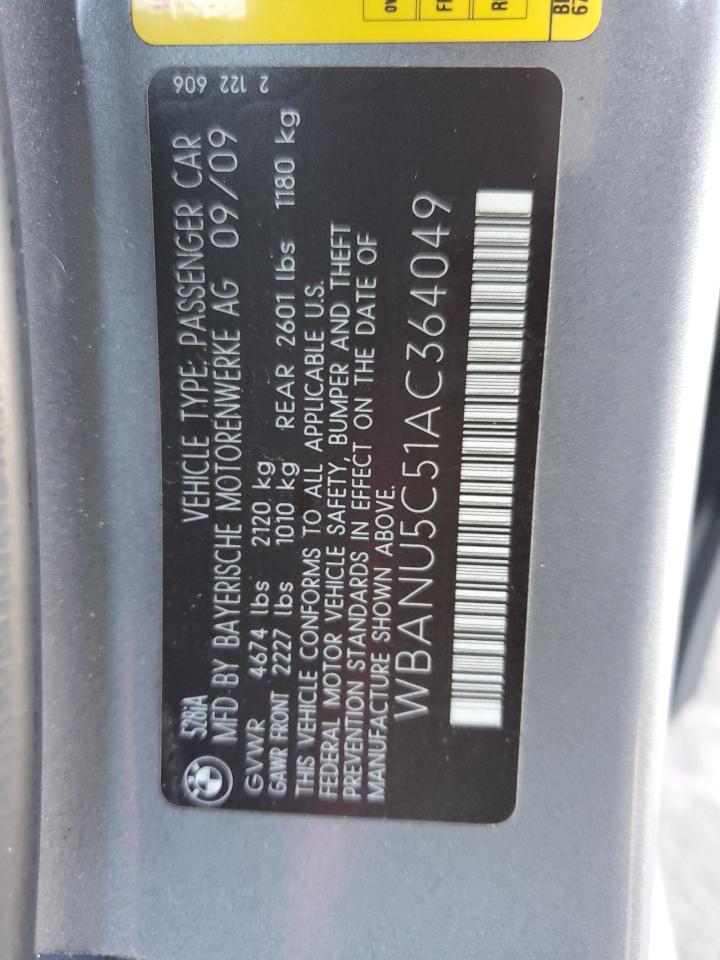 528iA VEHICLE TYPE: PASSENGER CAR
MFD BY BAYERISCHE MOTORENWERKE AG 09/09
GVWR 4674 lbs 2120 kg
GAWR FRONT 2227 lbs 1010 kg REAR 2601 lbs 1180 kg
THIS VEHICLE CONFORMS TO ALL APPLICABLE U.S.
FEDERAL MOTOR VEHICLE SAFETY, BUMPER AND THEFT
PREVENTION STANDARDS IN EFFECT ON THE DATE OF
MANUFACTURE SHOWN ABOVE.
WBANU5C51AC364049
2 122 606